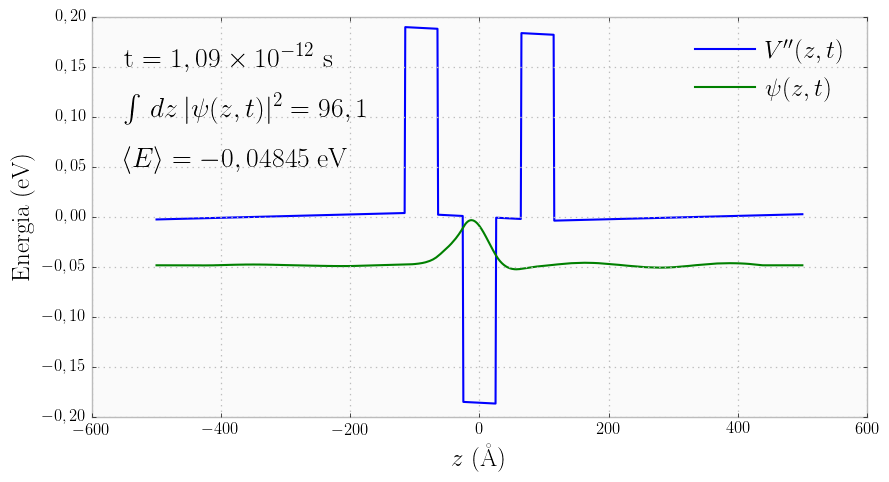 t = 1,09 × 10⁻¹² s
∫ dz |ψ(z, t)|² = 96,1
⟨E⟩ = −0,04845 eV
V′′(z, t)
ψ(z, t)
Energia (eV)
0,20
0,15
0,10
0,05
0,00
−0,05
−0,10
−0,15
−0,20
−600 −400 −200 0 200 400 600
z (Å)